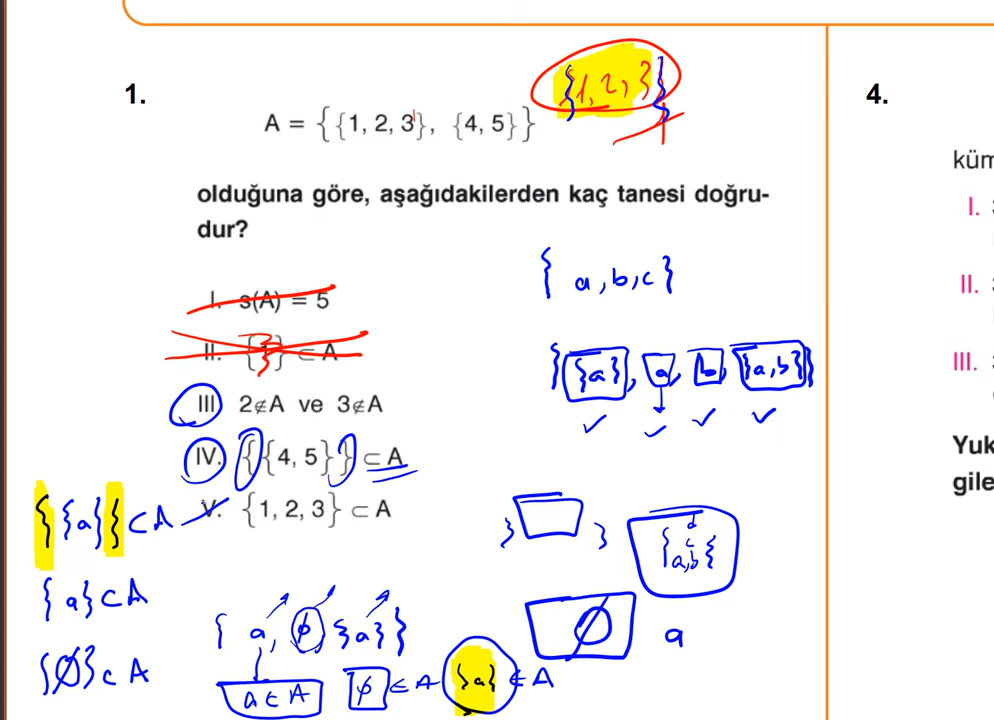 1.
{1, 2, 3}
4.
A = { {1, 2, 3}, {4, 5} }
küm
olduğuna göre, aşağıdakilerden kaç tanesi doğru-
dur?
I.
{ a, b, c }
I. s(A) = 5
II.
II. ⊂ A
{ {a}, a, b, {a, b} }
III.
III. 2∉A ve 3∉A
IV. { {4, 5} } ⊂ A
Yuk
gile
V. {1, 2, 3} ⊂ A
{ {a} } ⊂ A
{ a } ⊂ A
{ a, ∅, {a} }
∅
a
{∅} ⊂ A
a ∈ A
∅ ∈ A
{a} ∈ A